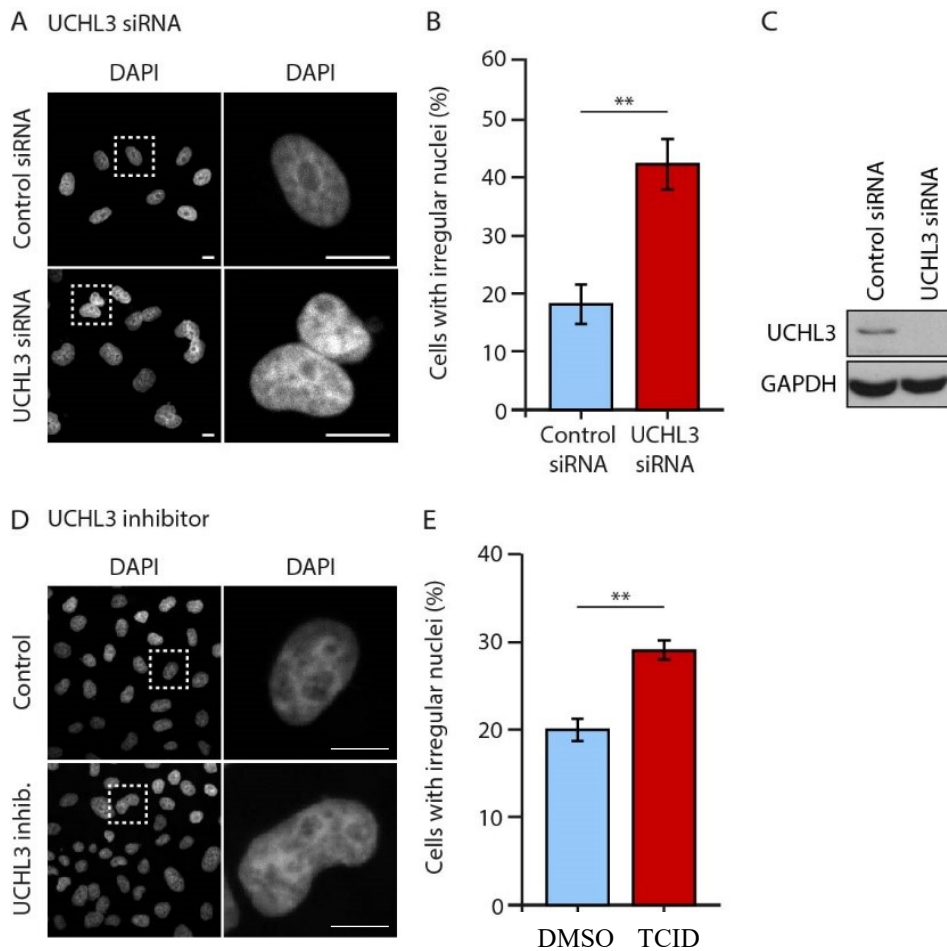 A UCHL3 siRNA
DAPI
DAPI
Control siRNA
UCHL3 siRNA
B
Cells with irregular nuclei (%)
60
50
40
30
20
10
0
**
Control
siRNA
UCHL3
siRNA
C
Control siRNA
UCHL3 siRNA
UCHL3
GAPDH
D UCHL3 inhibitor
DAPI
DAPI
Control
UCHL3 inhib.
E
Cells with irregular nuclei (%)
40
30
20
10
0
**
DMSO
TCID